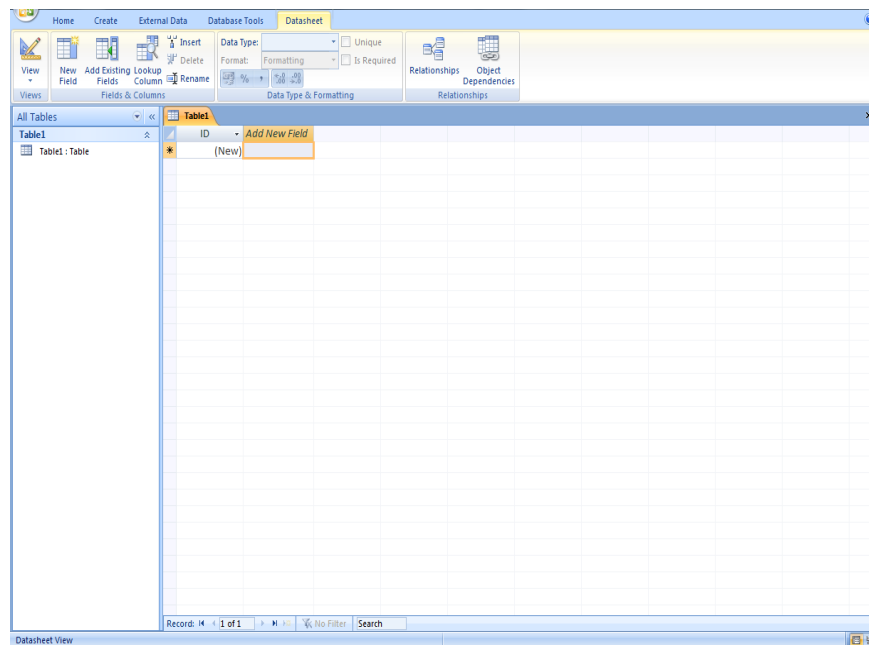 Home Create External Data Database Tools Datasheet
Insert Data Type: Unique
Delete Format: Formatting Is Required
View New Field Add Existing Fields Lookup Column Rename % , Relationships Object Dependencies
Views Fields & Columns Data Type & Formatting Relationships
All Tables « Table1
Table1 ID Add New Field
Table1 : Table (New)
Record: 1 of 1 No Filter Search
Datasheet View